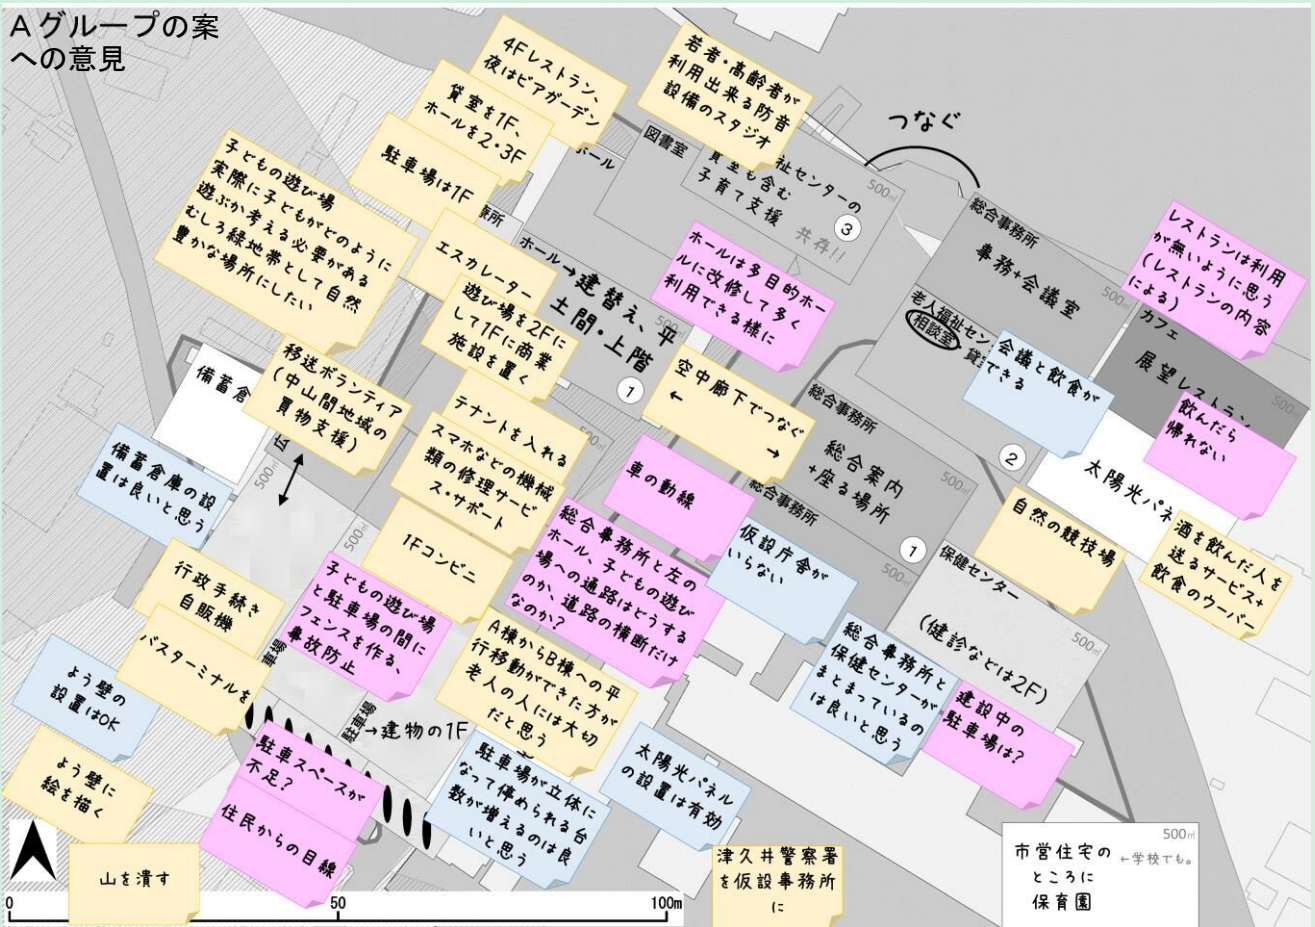 Aグループの案
への意見
4Fレストラン、
夜はビアガーデン
貸室を1F、
ホールを2・3F
駐車場は1F
若者・高齢者が
利用出来る防音
設備のスタジオ
つなぐ
子どもの遊び場
実際に子どもがどのように
遊ぶか考える必要がある
むしろ緑地帯として自然
豊かな場所にしたい
エスカレーター
遊び場を2Fに
して1Fに商業
施設を置く
ホール
図書室
祉センターの
貸室も含む
子育て支援
共存!!
500㎡
3
ホール→建替え、平
土間・上階
500㎡
1
ホールは多目的ホー
ルに改修して多く
利用できる様に
総合事務所
事務+会議室
500㎡
老人福祉セン
相談室
会議と飲食が
できる
2
レストランは利用
が無いように思う
(レストランの内容
による)
カフェ
展望レストラン
500㎡
飲んだら
帰れない
太陽光パネ
酒を飲んだ人を
送るサービス+
飲食のウーバー
自然の競技場
移送ボランティア
(中山間地域の
買物支援)
備蓄倉
備蓄倉庫の設
置は良いと思う
500㎡
テナントを入れる
スマホなどの機械
類の修理サービ
ス・サポート
500㎡
空中廊下でつなぐ
←
→
車の動線
総合事務所
総合案内
+座る場所
500㎡
1
総合事務所
500㎡
仮設庁舎が
いらない
保健センター
(健診などは2F)
500㎡
1Fコンビニ
500㎡
総合事務所と左の
ホール、子どもの遊び
場への通路はどうする
のか、道路の横断だけ
なのか?
行政手続き
自販機
バスターミナルを
子どもの遊び場
と駐車場の間に
フェンスを作る、
事故防止
A棟からB棟への平
行移動ができた方が
老人の人には大切
だと思う
総合事務所と
保健センターが
まとまっているの
は良いと思う
建設中の
駐車場は?
よう壁の
設置はOK
よう壁に
絵を描く
駐車場
→建物の1F
駐車スペースが
不足?
住民からの目線
駐車場が立体に
なって停められる台
数が増えるのは良
いと思う
太陽光パネル
の設置は有効
山を潰す
津久井警察署
を仮設事務所
に
500㎡
市営住宅の
ところに
保育園
←学校でも。
0
50
100m